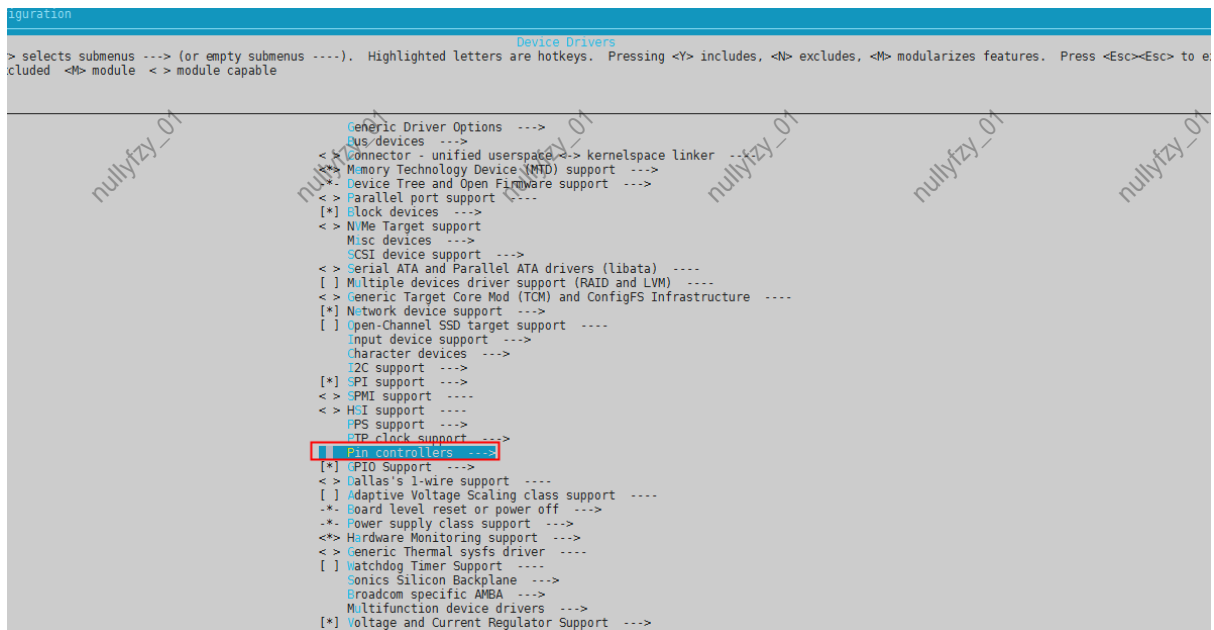 iguration
Device Drivers
> selects submenus ---> (or empty submenus ----).  Highlighted letters are hotkeys.  Pressing <Y> includes, <N> excludes, <M> modularizes features.  Press <Esc><Esc> to e
cluded  <M> module  < > module capable
Generic Driver Options  --->
Bus devices  --->
< > Connector - unified userspace <-> kernelspace linker  ----
<*> Memory Technology Device (MTD) support  --->
-*- Device Tree and Open Firmware support  --->
< > Parallel port support  ----
[*] Block devices  --->
< > NVMe Target support
Misc devices  --->
SCSI device support  --->
< > Serial ATA and Parallel ATA drivers (libata)  ----
[ ] Multiple devices driver support (RAID and LVM)  ----
< > Generic Target Core Mod (TCM) and ConfigFS Infrastructure  ----
[*] Network device support  --->
[ ] Open-Channel SSD target support  ----
Input device support  --->
Character devices  --->
I2C support  --->
[*] SPI support  --->
< > SPMI support  ----
< > HSI support  ----
PPS support  --->
PTP clock support  --->
Pin controllers  --->
[*] GPIO Support  --->
< > Dallas's 1-wire support  ----
[ ] Adaptive Voltage Scaling class support  ----
-*- Board level reset or power off  --->
-*- Power supply class support  --->
<*> Hardware Monitoring support  --->
< > Generic Thermal sysfs driver  ----
[ ] Watchdog Timer Support  ----
Sonics Silicon Backplane  --->
Broadcom specific AMBA  --->
Multifunction device drivers  --->
[*] Voltage and Current Regulator Support  --->
nullyfzy_01
nullyfzy_01
nullyfzy_01
nullyfzy_01
nullyfzy_01
nullyfzy_01